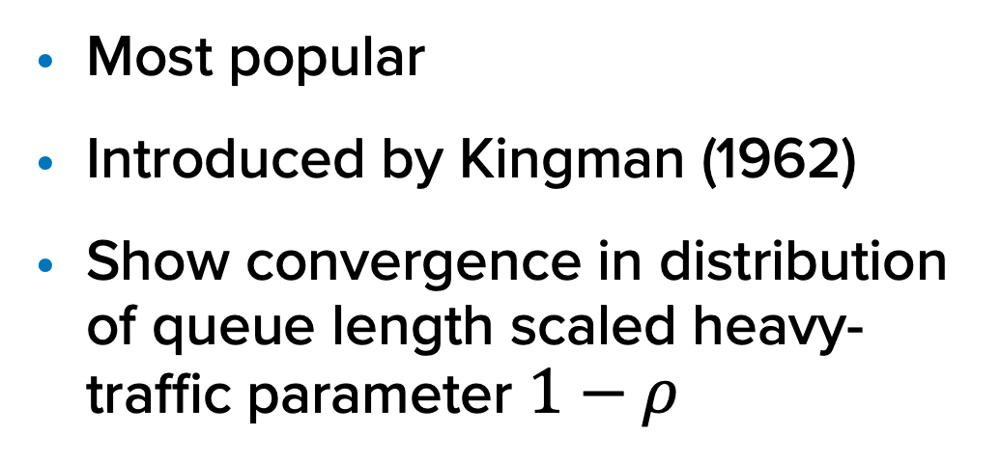 • Most popular
• Introduced by Kingman (1962)
• Show convergence in distribution
of queue length scaled heavy-
traffic parameter 1 − ρ